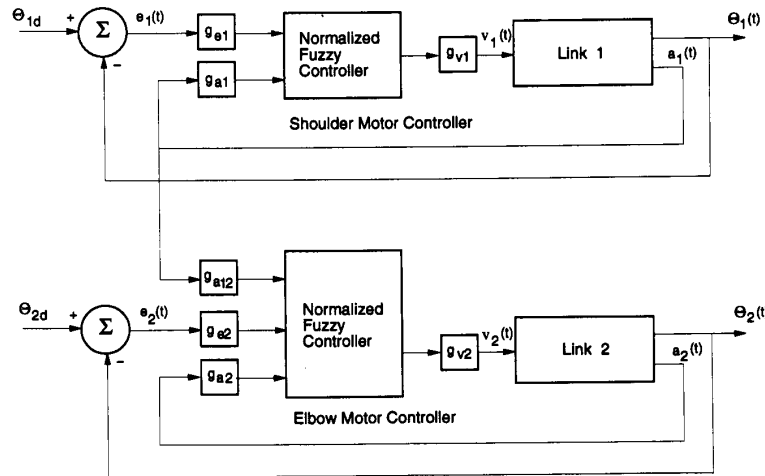 Θ1d
+
Σ
−
e1(t)
ge1
ga1
Normalized
Fuzzy
Controller
gv1
v1(t)
Link 1
Θ1(t)
a1(t)
Shoulder Motor Controller
Θ2d
+
Σ
−
e2(t)
ga12
ge2
ga2
Normalized
Fuzzy
Controller
gv2
v2(t)
Link 2
Θ2(t
a2(t)
Elbow Motor Controller